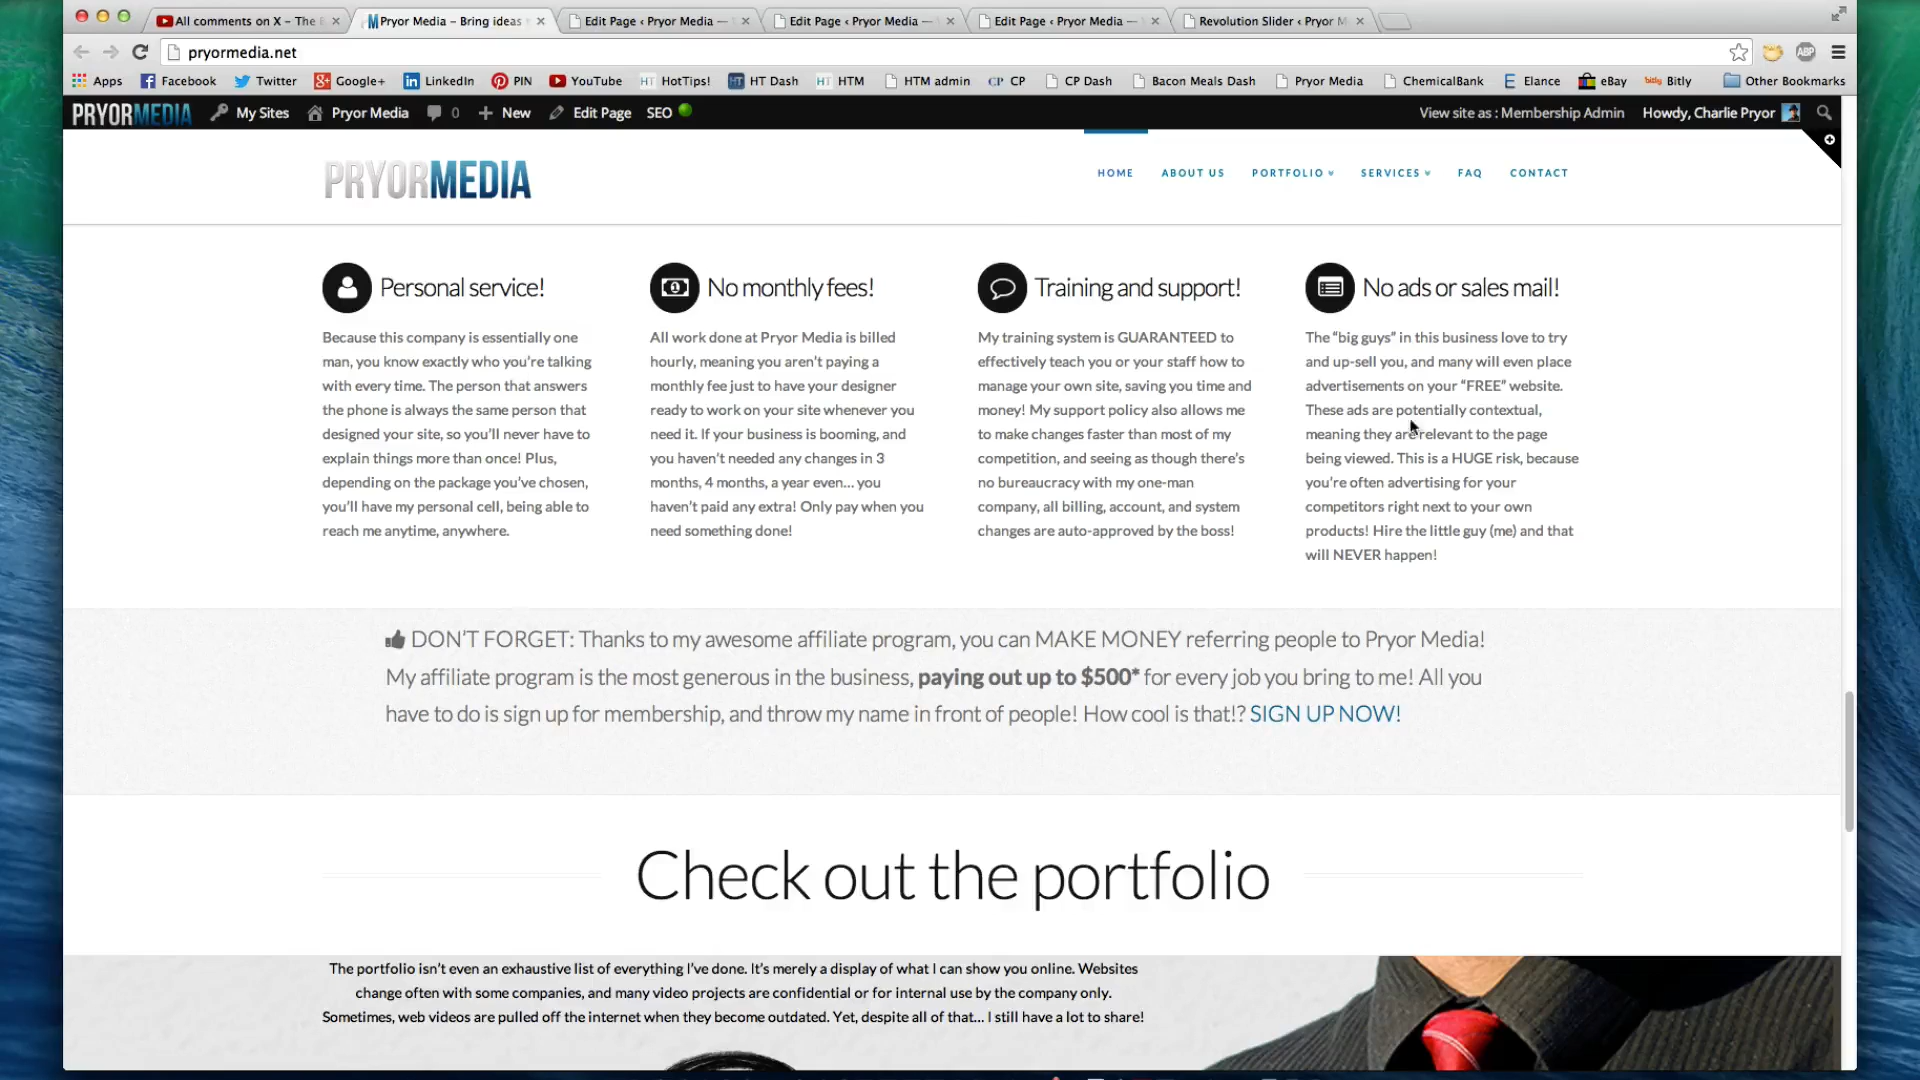 All comments on X – The
Pryor Media – Bring ideas
Edit Page ‹ Pryor Media —
Edit Page ‹ Pryor Media —
Edit Page ‹ Pryor Media —
Revolution Slider ‹ Pryor M
pryormedia.net
ABP
Apps
Facebook
Twitter
Google+
LinkedIn
PIN
YouTube
HT HotTips!
HT HT Dash
HT HTM
HTM admin
CP CP
CP Dash
Bacon Meals Dash
Pryor Media
ChemicalBank
E Elance
eBay
bitly Bitly
Other Bookmarks
PRYORMEDIA
My Sites
Pryor Media
0
New
Edit Page
SEO
View site as : Membership Admin
Howdy, Charlie Pryor
PRYORMEDIA
HOME
ABOUT US
PORTFOLIO
SERVICES
FAQ
CONTACT
Personal service!
Because this company is essentially one
man, you know exactly who you're talking
with every time. The person that answers
the phone is always the same person that
designed your site, so you'll never have to
explain things more than once! Plus,
depending on the package you've chosen,
you'll have my personal cell, being able to
reach me anytime, anywhere.
No monthly fees!
All work done at Pryor Media is billed
hourly, meaning you aren't paying a
monthly fee just to have your designer
ready to work on your site whenever you
need it. If your business is booming, and
you haven't needed any changes in 3
months, 4 months, a year even... you
haven't paid any extra! Only pay when you
need something done!
Training and support!
My training system is GUARANTEED to
effectively teach you or your staff how to
manage your own site, saving you time and
money! My support policy also allows me
to make changes faster than most of my
competition, and seeing as though there's
no bureaucracy with my one-man
company, all billing, account, and system
changes are auto-approved by the boss!
No ads or sales mail!
The "big guys" in this business love to try
and up-sell you, and many will even place
advertisements on your "FREE" website.
These ads are potentially contextual,
meaning they are relevant to the page
being viewed. This is a HUGE risk, because
you're often advertising for your
competitors right next to your own
products! Hire the little guy (me) and that
will NEVER happen!
DON'T FORGET: Thanks to my awesome affiliate program, you can MAKE MONEY referring people to Pryor Media!
My affiliate program is the most generous in the business, paying out up to $500* for every job you bring to me! All you
have to do is sign up for membership, and throw my name in front of people! How cool is that!? SIGN UP NOW!
Check out the portfolio
The portfolio isn't even an exhaustive list of everything I've done. It's merely a display of what I can show you online. Websites
change often with some companies, and many video projects are confidential or for internal use by the company only.
Sometimes, web videos are pulled off the internet when they become outdated. Yet, despite all of that... I still have a lot to share!